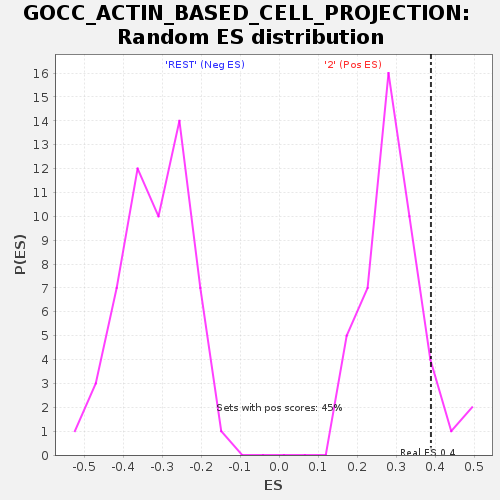 GOCC_ACTIN_BASED_CELL_PROJECTION:
Random ES distribution
'REST' (Neg ES)
'2' (Pos ES)
16
15
14
13
12
11
10
9
8
7
6
5
4
3
2
1
0
P(ES)
Sets with pos scores: 45%
Real ES 0.4
-0.5 -0.4 -0.3 -0.2 -0.1 0.0 0.1 0.2 0.3 0.4 0.5
ES